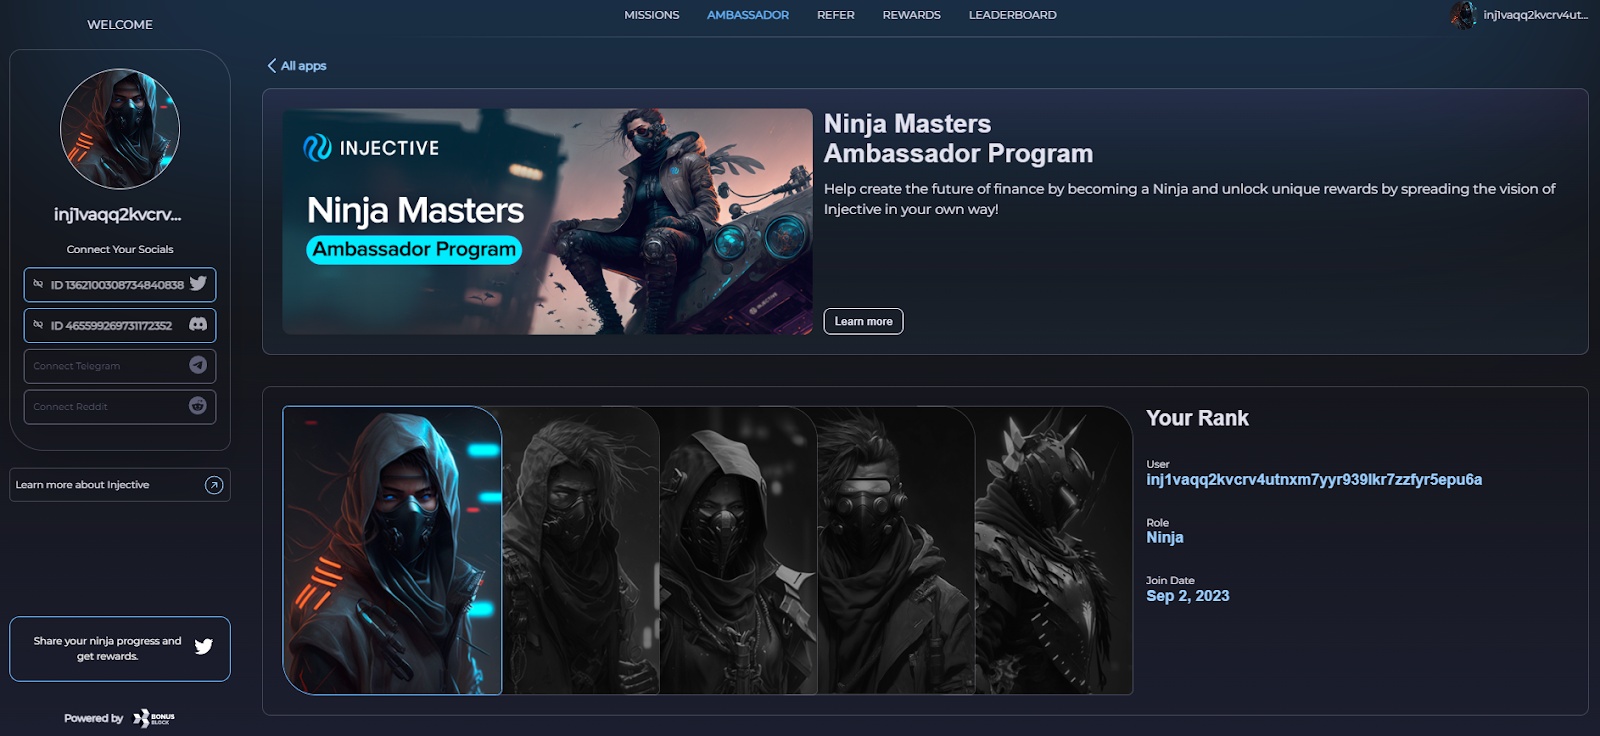 WELCOME
MISSIONS
AMBASSADOR
REFER
REWARDS
LEADERBOARD
inj1vaqq2kvcrv4ut...
inj1vaqq2kvcrv...
Connect Your Socials
ID 1362100308734840838
ID 465599269731172352
Connect Telegram
Connect Reddit
Learn more about Injective
Share your ninja progress and
get rewards.
Powered by
BONUS
BLOCK
All apps
INJECTIVE
Ninja Masters
Ambassador Program
Ninja Masters
Ambassador Program
Help create the future of finance by becoming a Ninja and unlock unique rewards by spreading the vision of
Injective in your own way!
Learn more
Your Rank
User
inj1vaqq2kvcrv4utnxm7yyr939lkr7zzfyr5epu6a
Role
Ninja
Join Date
Sep 2, 2023